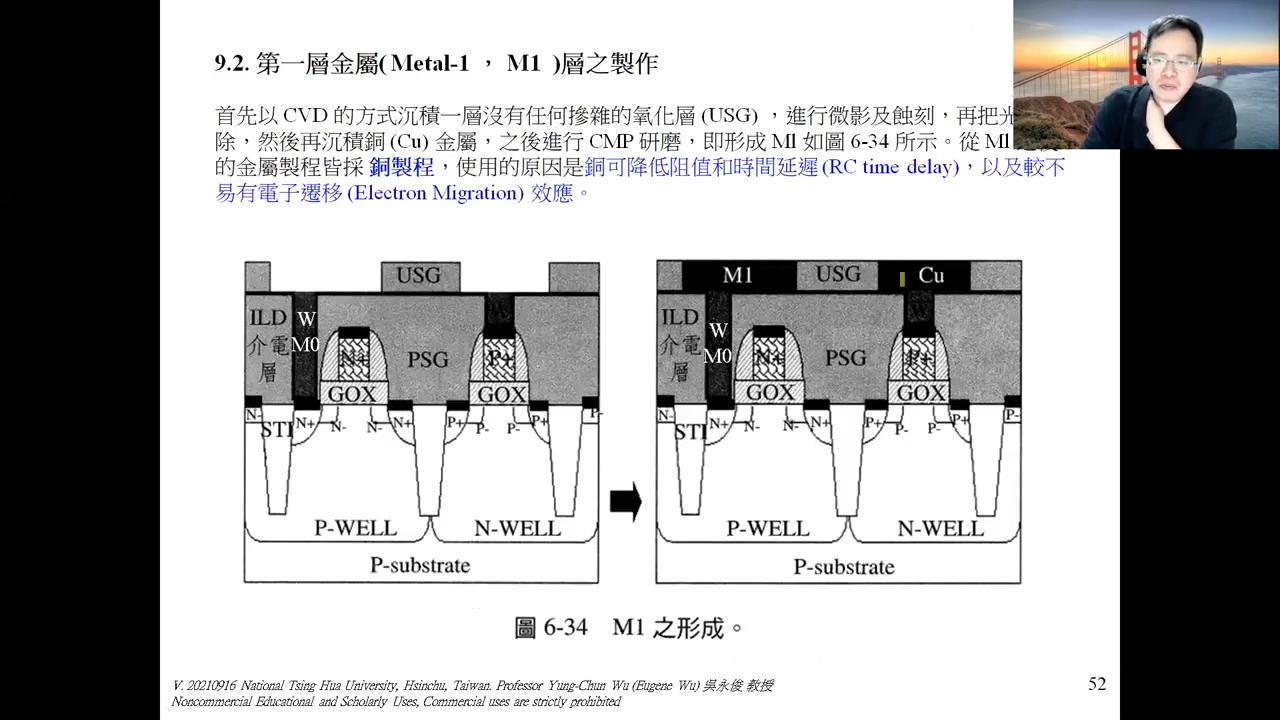 9.2. 第一層金屬( Metal-1 ， M1 )層之製作
首先以 CVD 的方式沉積一層沒有任何摻雜的氧化層 (USG) ，進行微影及蝕刻，再把光
除，然後再沉積銅 (Cu) 金屬，之後進行 CMP 研磨，即形成 Ml 如圖 6-34 所示。從 Ml
的金屬製程皆採 銅製程，使用的原因是銅可降低阻值和時間延遲 (RC time delay)，以及較不
易有電子遷移 (Electron Migration) 效應。
USG
ILD
介電
層
W
M0
W
N+
P+
PSG
GOX
GOX
N-
STI
N+
N-
N-
N+
P+
P-
P-
P+
P-
P-WELL
N-WELL
P-substrate
M1
USG
Cu
ILD
介電
層
W
M0
W
N+
P+
PSG
GOX
GOX
N-
STI
N+
N-
N-
N+
P+
P-
P-
P+
P-
P-WELL
N-WELL
P-substrate
圖 6-34 M1 之形成。
V. 20210916 National Tsing Hua University, Hsinchu, Taiwan. Professor Yung-Chun Wu (Eugene Wu) 吳永俊 教授
Noncommercial Educational and Scholarly Uses, Commercial uses are strictly prohibited
52